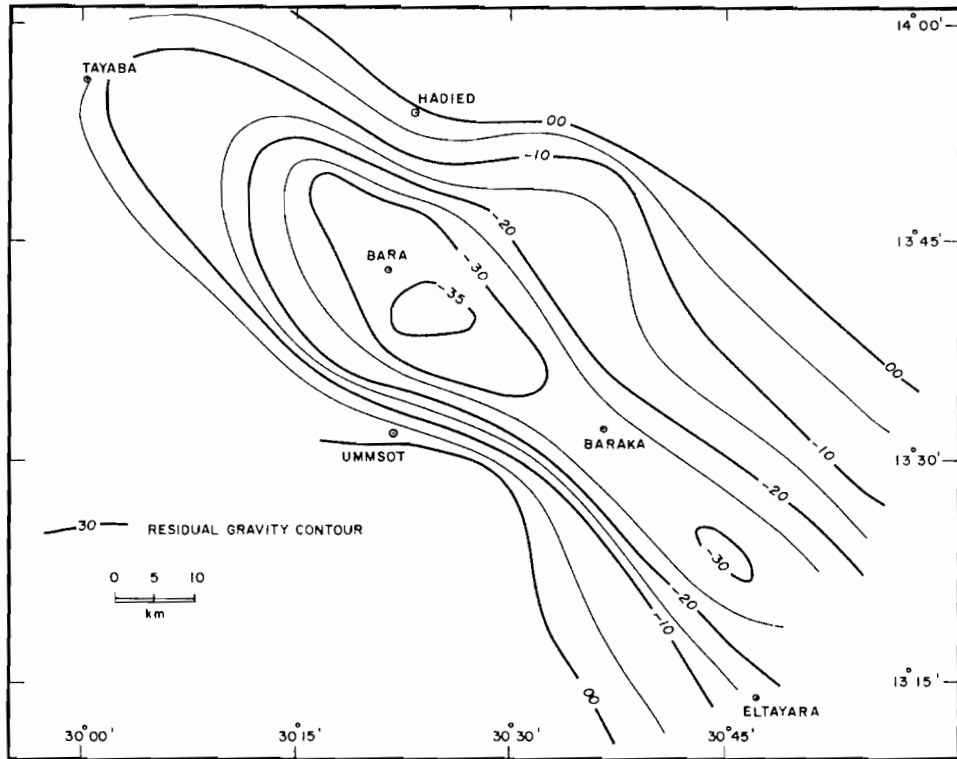 14°00'
TAYABA
HADIED
00
-10
-20
13°45'
BARA
-30
-35
00
BARAKA
UMMSOT
-10
13°30'
-20
30 RESIDUAL GRAVITY CONTOUR
-30
0 5 10
km
-20
-10
13°15'
00
ELTAYARA
30°00' 30°15' 30°30' 30°45'